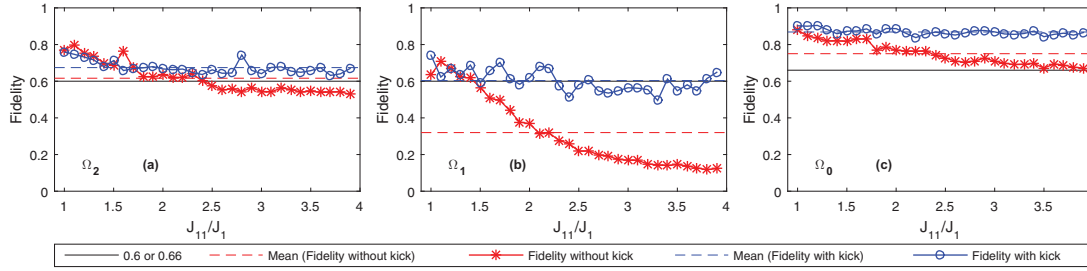 1 1 1
0.8 0.8 0.8
0.6 0.6 0.6
0.4 0.4 0.4
0.2 0.2 0.2
0 0 0
Fidelity Fidelity Fidelity
Ω2 (a) Ω1 (b) Ω0 (c)
1 1.5 2 2.5 3 3.5 4 1 1.5 2 2.5 3 3.5 4 1 1.5 2 2.5 3 3.5 4
J11/J1 J11/J1 J11/J1
0.6 or 0.66 Mean (Fidelity without kick) Fidelity without kick Mean (Fidelity with kick) Fidelity with kick